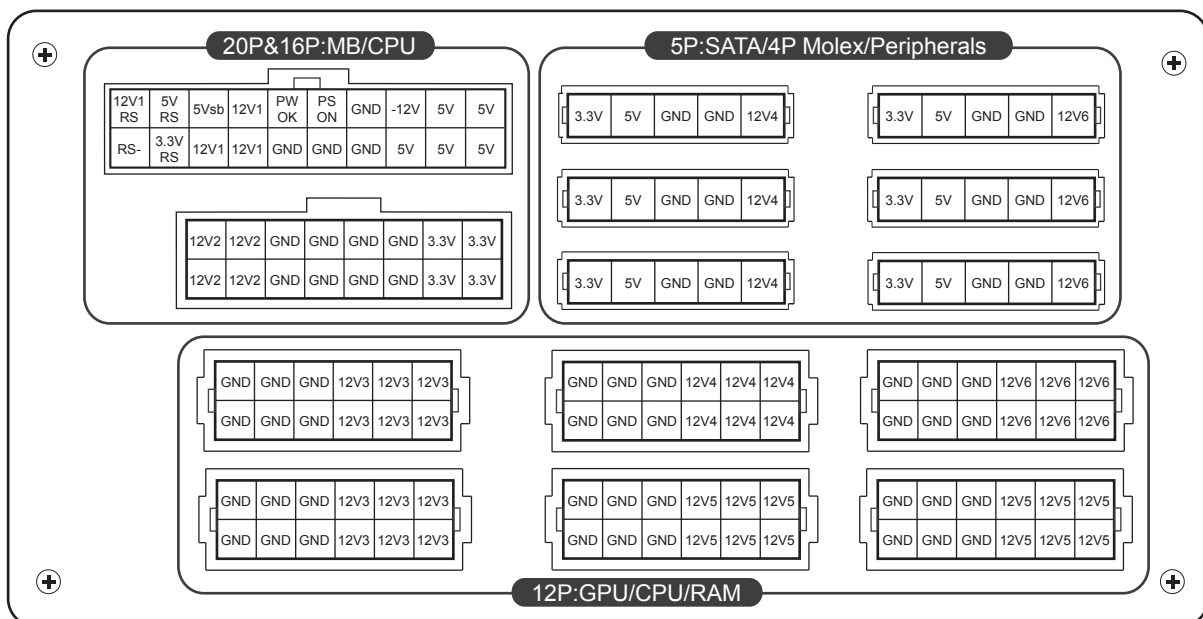 20P&16P:MB/CPU
12V1 RS 5V RS 5Vsb 12V1 PW OK PS ON GND -12V 5V 5V
RS- 3.3V RS 12V1 12V1 GND GND GND 5V 5V 5V
12V2 12V2 GND GND GND GND 3.3V 3.3V
12V2 12V2 GND GND GND GND 3.3V 3.3V
5P:SATA/4P Molex/Peripherals
3.3V 5V GND GND 12V4 3.3V 5V GND GND 12V6
3.3V 5V GND GND 12V4 3.3V 5V GND GND 12V6
3.3V 5V GND GND 12V4 3.3V 5V GND GND 12V6
GND GND GND 12V3 12V3 12V3 GND GND GND 12V4 12V4 12V4 GND GND GND 12V6 12V6 12V6
GND GND GND 12V3 12V3 12V3 GND GND GND 12V4 12V4 12V4 GND GND GND 12V6 12V6 12V6
GND GND GND 12V3 12V3 12V3 GND GND GND 12V5 12V5 12V5 GND GND GND 12V5 12V5 12V5
GND GND GND 12V3 12V3 12V3 GND GND GND 12V5 12V5 12V5 GND GND GND 12V5 12V5 12V5
12P:GPU/CPU/RAM